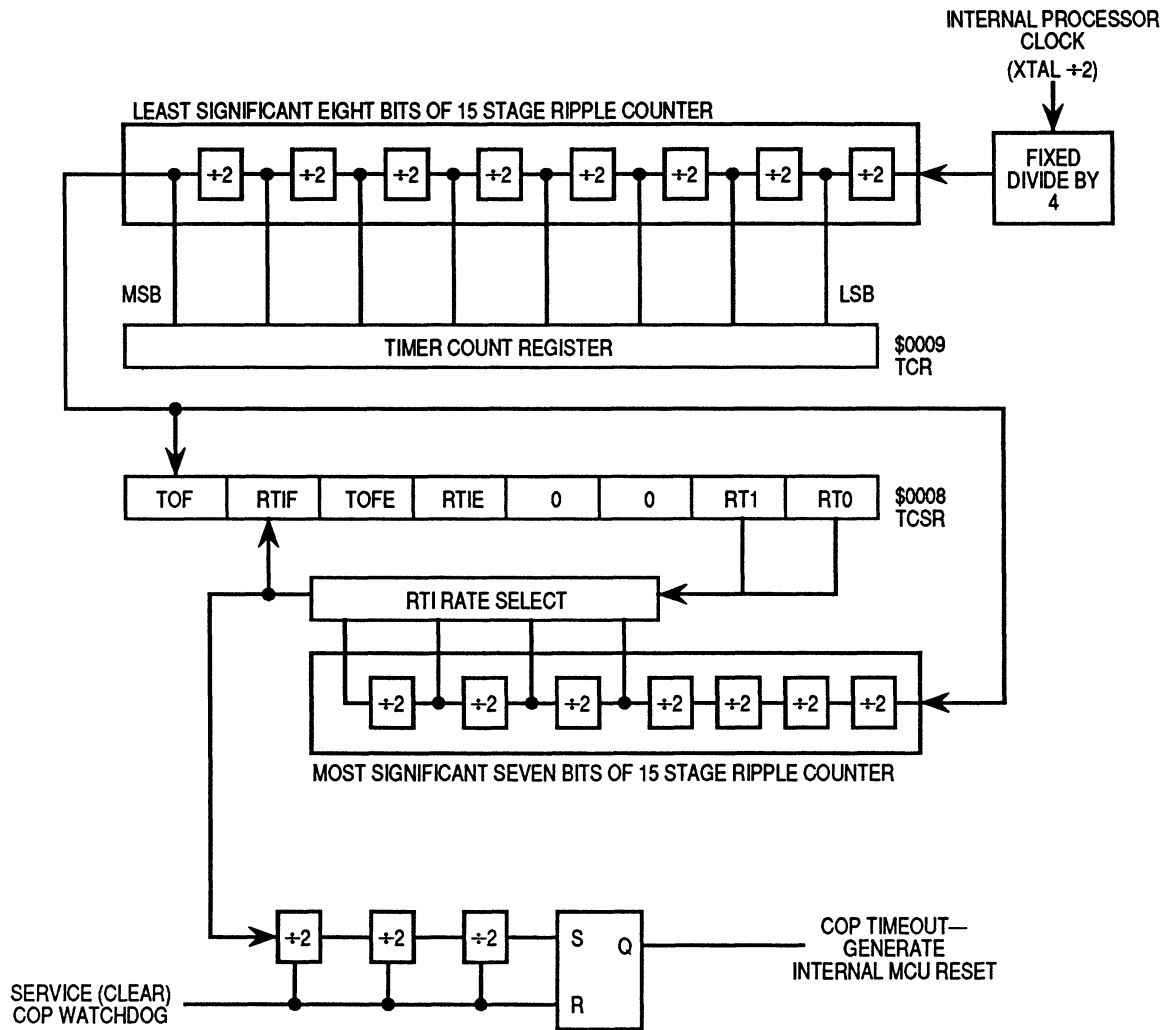 INTERNAL PROCESSOR
CLOCK
(XTAL ÷2)
LEAST SIGNIFICANT EIGHT BITS OF 15 STAGE RIPPLE COUNTER
÷2 ÷2 ÷2 ÷2 ÷2 ÷2 ÷2 ÷2
FIXED
DIVIDE BY
4
MSB
LSB
TIMER COUNT REGISTER
$0009
TCR
TOF RTIF TOFE RTIE 0 0 RT1 RT0
$0008
TCSR
RTI RATE SELECT
÷2 ÷2 ÷2 ÷2 ÷2 ÷2 ÷2
MOST SIGNIFICANT SEVEN BITS OF 15 STAGE RIPPLE COUNTER
÷2 ÷2 ÷2 S Q
R
COP TIMEOUT—
GENERATE
INTERNAL MCU RESET
SERVICE (CLEAR)
COP WATCHDOG